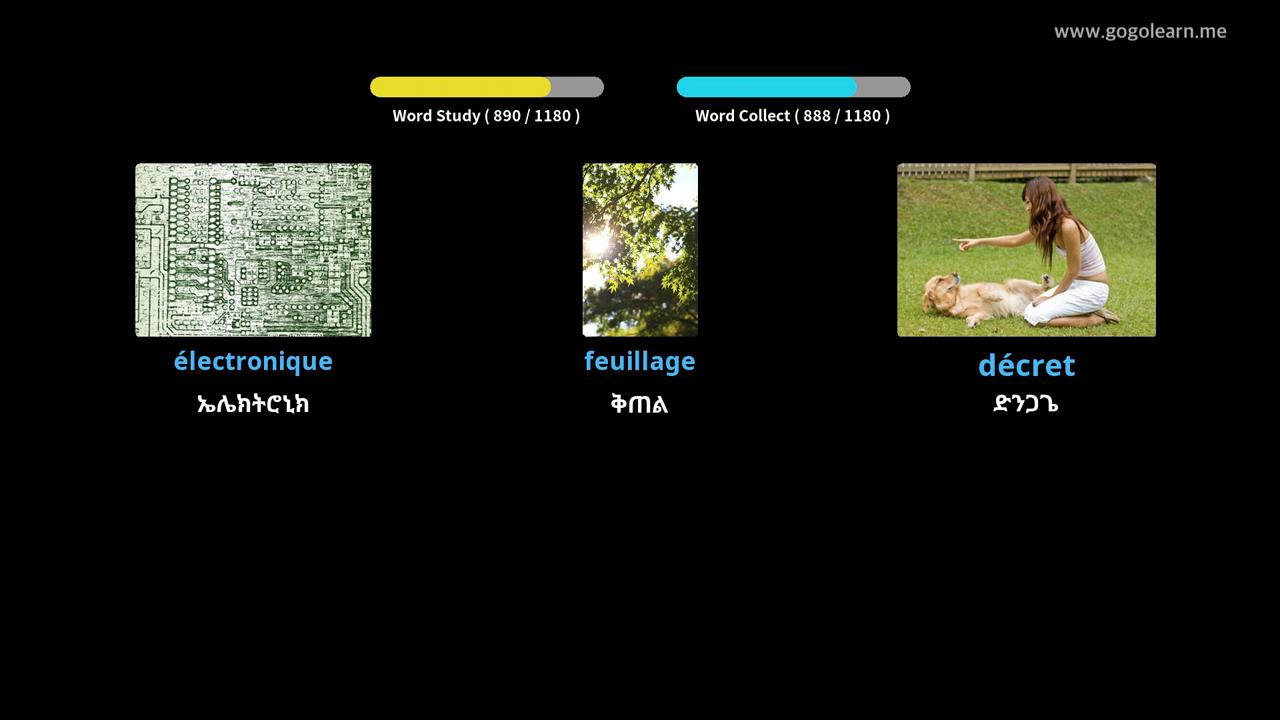 www.gogolearn.me
Word Study ( 890 / 1180 )
Word Collect ( 888 / 1180 )
électronique
feuillage
décret
ኤሌክትሮኒክ
ቅጠል
ድንጋጌ